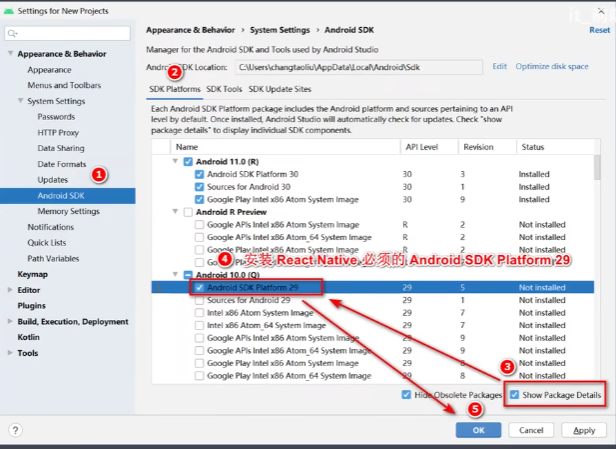 Settings for New Projects
Reset
Appearance & Behavior
Appearance
Menus and Toolbars
System Settings
Passwords
HTTP Proxy
Data Sharing
Date Formats
Updates
Android SDK
Memory Settings
Notifications
Quick Lists
Path Variables
Keymap
Editor
Plugins
Build, Execution, Deployment
Kotlin
Tools
1
Appearance & Behavior › System Settings › Android SDK
Manager for the Android SDK and Tools used by Android Studio
Android SDK Location: C:\Users\changtaoliu\AppData\Local\Android\Sdk Edit Optimize disk space
2
SDK Platforms SDK Tools SDK Update Sites
Each Android SDK Platform package includes the Android platform and sources pertaining to an API
level by default. Once installed, Android Studio will automatically check for updates. Check "show
package details" to display individual SDK components.
Name API Level Revision Status
Android 11.0 (R)
Android SDK Platform 30 30 3 Installed
Sources for Android 30 30 1 Installed
Google Play Intel x86 Atom System Image 30 9 Installed
Android R Preview
Google APIs Intel x86 Atom System Image R 2 Not installed
Google APIs Intel x86 Atom_64 System Image R 2 Not installed
Google Play Intel x86 Atom System Image R 2 Not installed
4 安装 React Native 必须的 Android SDK Platform 29
Android 10.0 (Q)
Android SDK Platform 29 29 5 Not installed
Sources for Android 29 29 1 Not installed
Intel x86 Atom System Image 29 7 Not installed
Intel x86 Atom_64 System Image 29 7 Not installed
Google APIs Intel x86 Atom System Image 29 9 Not installed
Google APIs Intel x86 Atom_64 System Image 29 9 Not installed
Google Play Intel x86 Atom System Image 29 8 Not installed
Google Play Intel x86 Atom_64 System Image 29 8 Not installed
3
Hide Obsolete Packages Show Package Details
5
? OK Cancel Apply